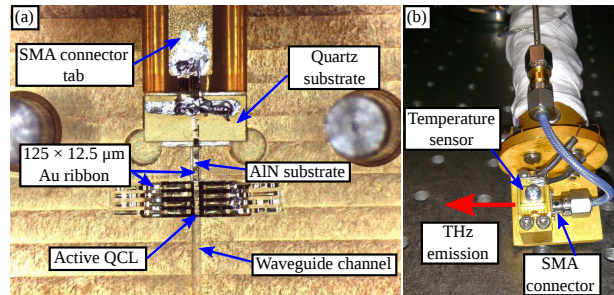 (a)
SMA connector
tab
Quartz
substrate
125 × 12.5 μm
Au ribbon
AlN substrate
Active QCL
Waveguide channel
(b)
Temperature
sensor
THz
emission
SMA
connector